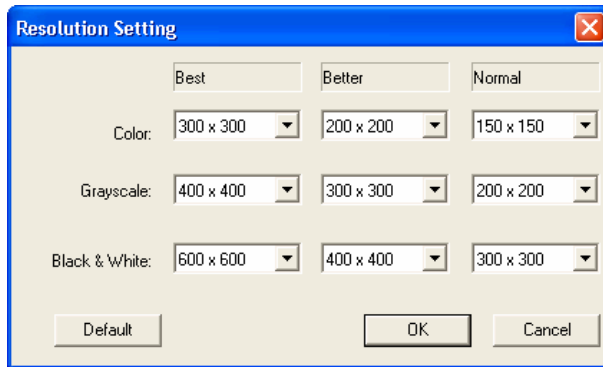 Resolution Setting
Best Better Normal
Color: 300 x 300 200 x 200 150 x 150
Grayscale: 400 x 400 300 x 300 200 x 200
Black & White: 600 x 600 400 x 400 300 x 300
Default OK Cancel